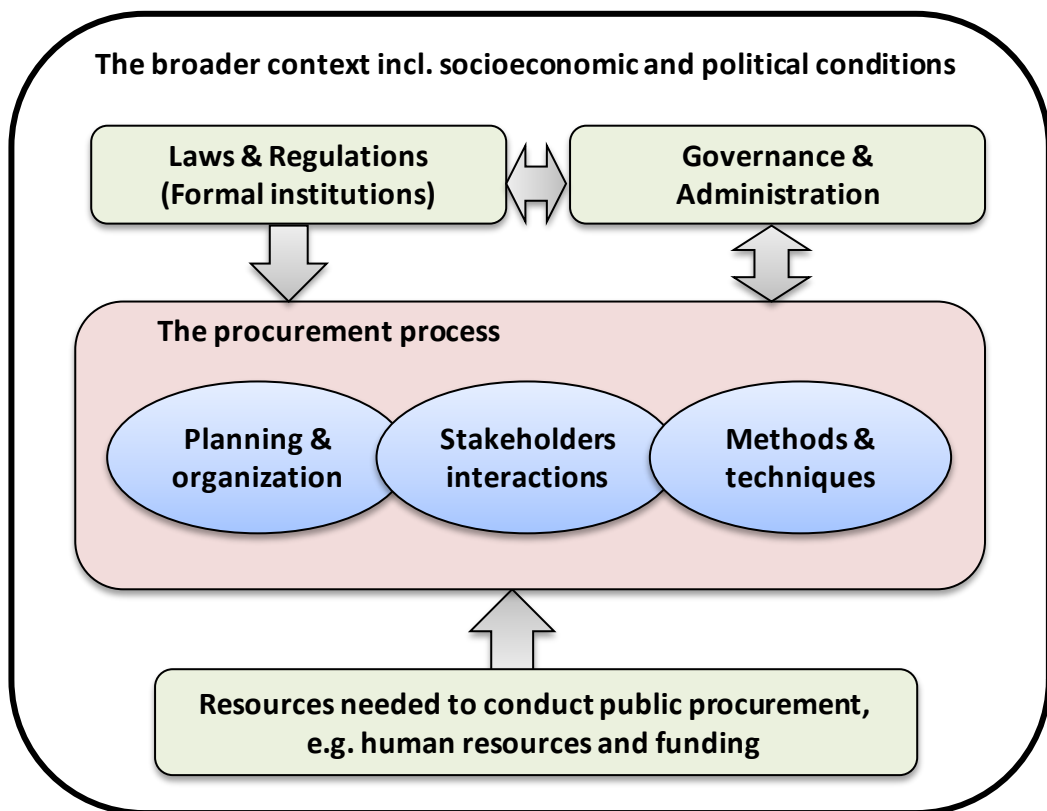 The broader context incl. socioeconomic and political conditions
Laws & Regulations
(Formal institutions)
Governance &
Administration
The procurement process
Planning &
organization
Stakeholders
interactions
Methods &
techniques
Resources needed to conduct public procurement,
e.g. human resources and funding